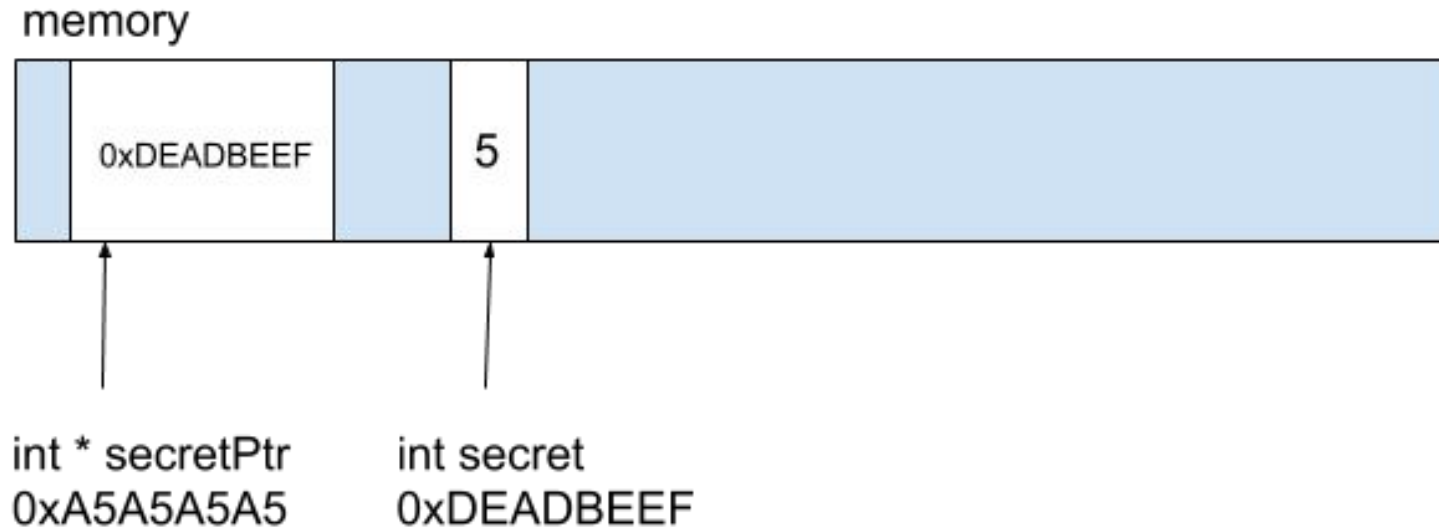 memory
0xDEADBEEF
5
int * secretPtr
0xA5A5A5A5
int secret
0xDEADBEEF